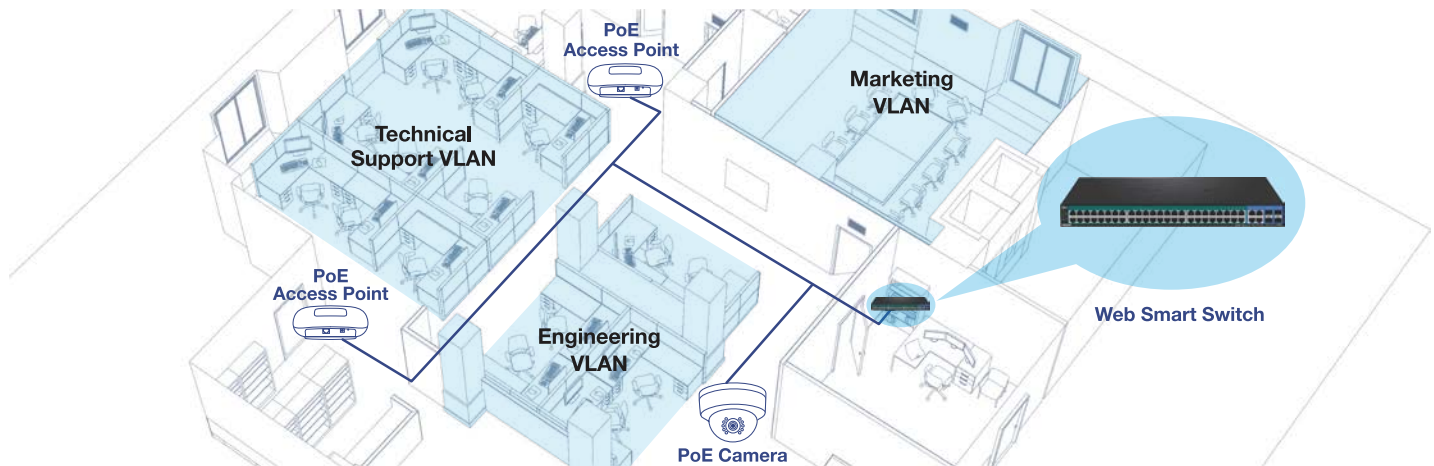 PoE
Access Point
Marketing
VLAN
Technical
Support VLAN
PoE
Access Point
Web Smart Switch
Engineering
VLAN
PoE Camera